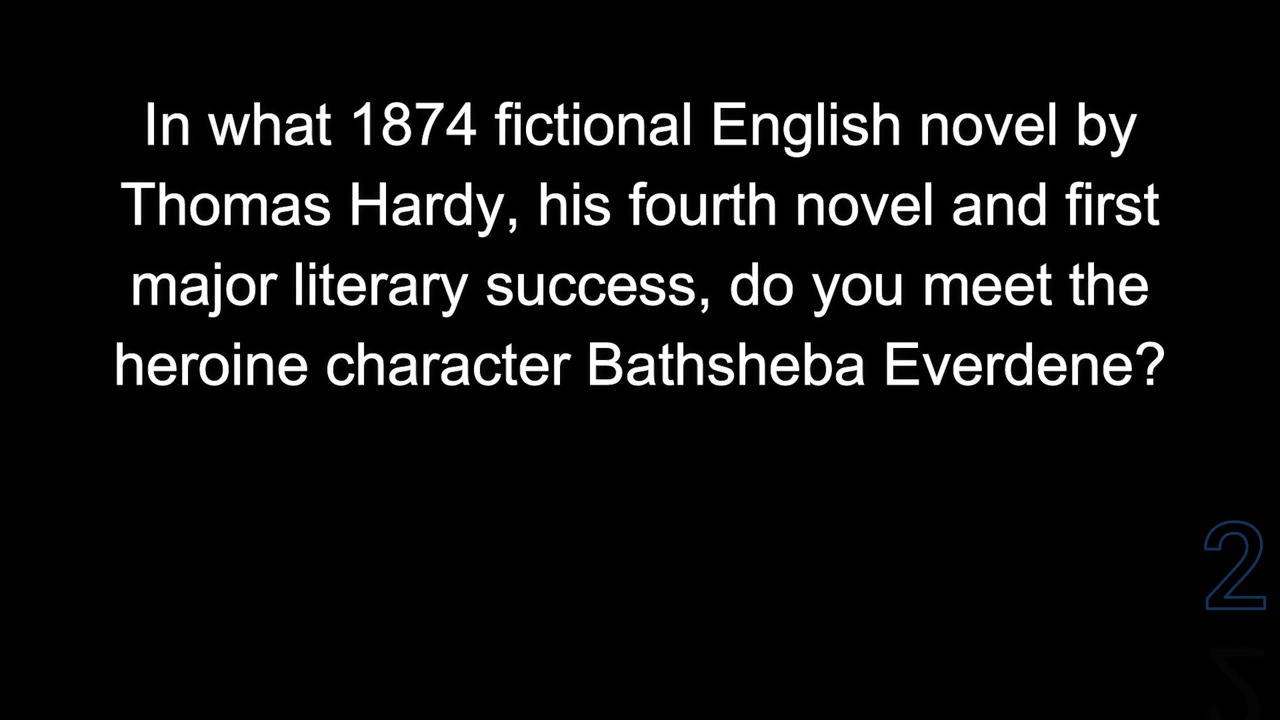 In what 1874 fictional English novel by
Thomas Hardy, his fourth novel and first
major literary success, do you meet the
heroine character Bathsheba Everdene?
2